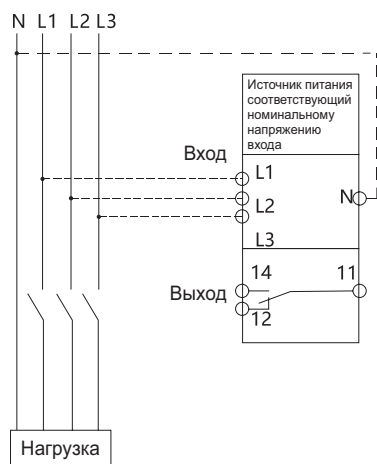 N L1 L2 L3
Источник питания
соответствующий
номинальному
напряжению
входа
Вход
L1
L2
N
L3
14
11
Выход
12
Нагрузка